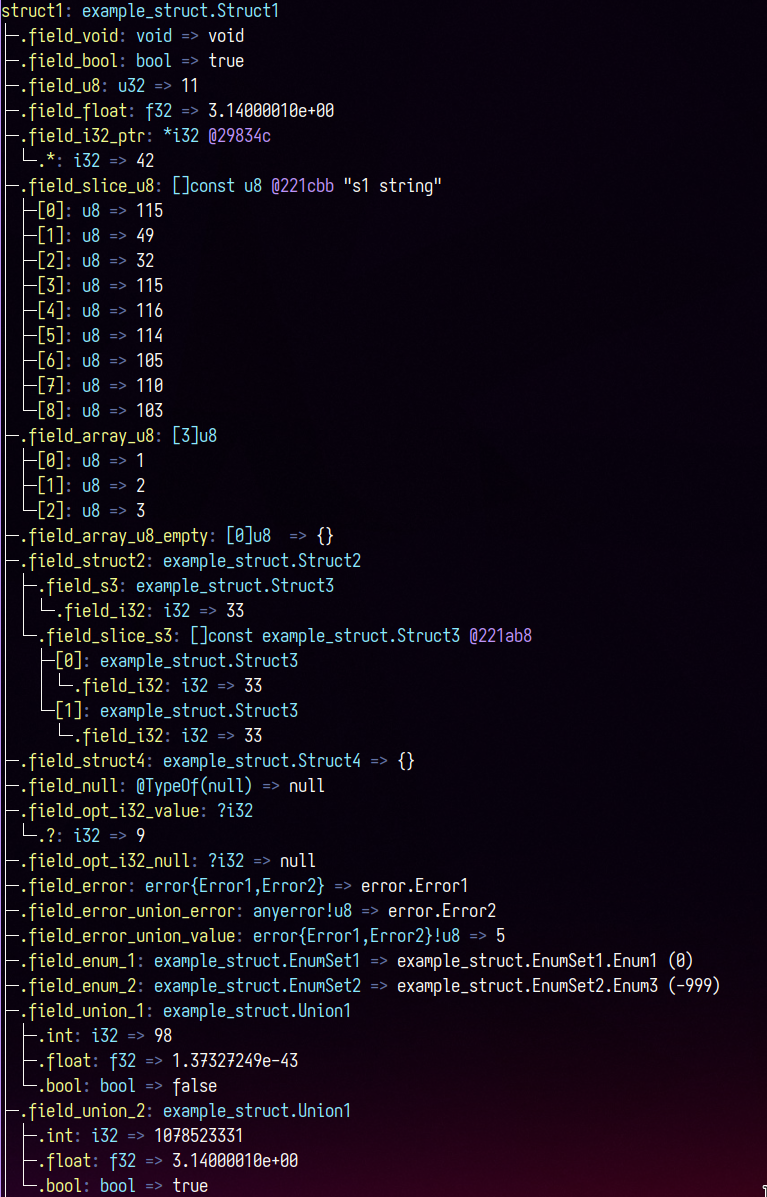 struct1: example_struct.Struct1
.field_void: void => void
.field_bool: bool => true
.field_u8: u32 => 11
.field_float: f32 => 3.14000010e+00
.field_i32_ptr: *i32 @29834c
.*: i32 => 42
.field_slice_u8: []const u8 @221cbb "s1 string"
[0]: u8 => 115
[1]: u8 => 49
[2]: u8 => 32
[3]: u8 => 115
[4]: u8 => 116
[5]: u8 => 114
[6]: u8 => 105
[7]: u8 => 110
[8]: u8 => 103
.field_array_u8: [3]u8
[0]: u8 => 1
[1]: u8 => 2
[2]: u8 => 3
.field_array_u8_empty: [0]u8  => {}
.field_struct2: example_struct.Struct2
.field_s3: example_struct.Struct3
.field_i32: i32 => 33
.field_slice_s3: []const example_struct.Struct3 @221ab8
[0]: example_struct.Struct3
.field_i32: i32 => 33
[1]: example_struct.Struct3
.field_i32: i32 => 33
.field_struct4: example_struct.Struct4 => {}
.field_null: @TypeOf(null) => null
.field_opt_i32_value: ?i32
.?: i32 => 9
.field_opt_i32_null: ?i32 => null
.field_error: error{Error1,Error2} => error.Error1
.field_error_union_error: anyerror!u8 => error.Error2
.field_error_union_value: error{Error1,Error2}!u8 => 5
.field_enum_1: example_struct.EnumSet1 => example_struct.EnumSet1.Enum1 (0)
.field_enum_2: example_struct.EnumSet2 => example_struct.EnumSet2.Enum3 (-999)
.field_union_1: example_struct.Union1
.int: i32 => 98
.float: f32 => 1.37327249e-43
.bool: bool => false
.field_union_2: example_struct.Union1
.int: i32 => 1078523331
.float: f32 => 3.14000010e+00
.bool: bool => true